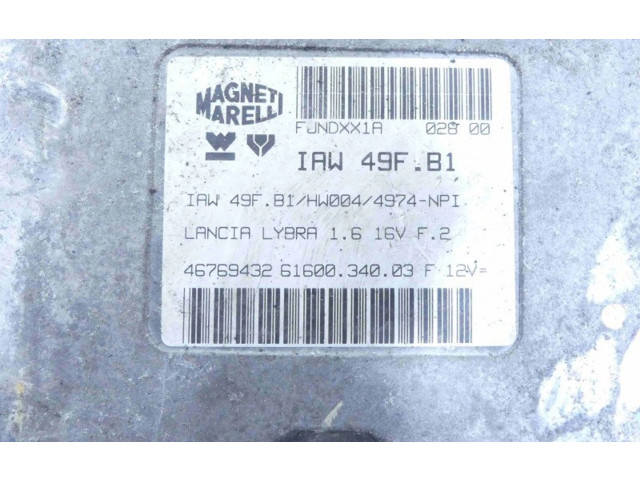 MAGNETI
MARELLI
FJNDXX1A 028 00
IAW 49F.B1
IAW 49F.B1/HW004/4974-NPI
LANCIA LYBRA 1.6 16V F.2
46769432 61600.340.03 F 12V=